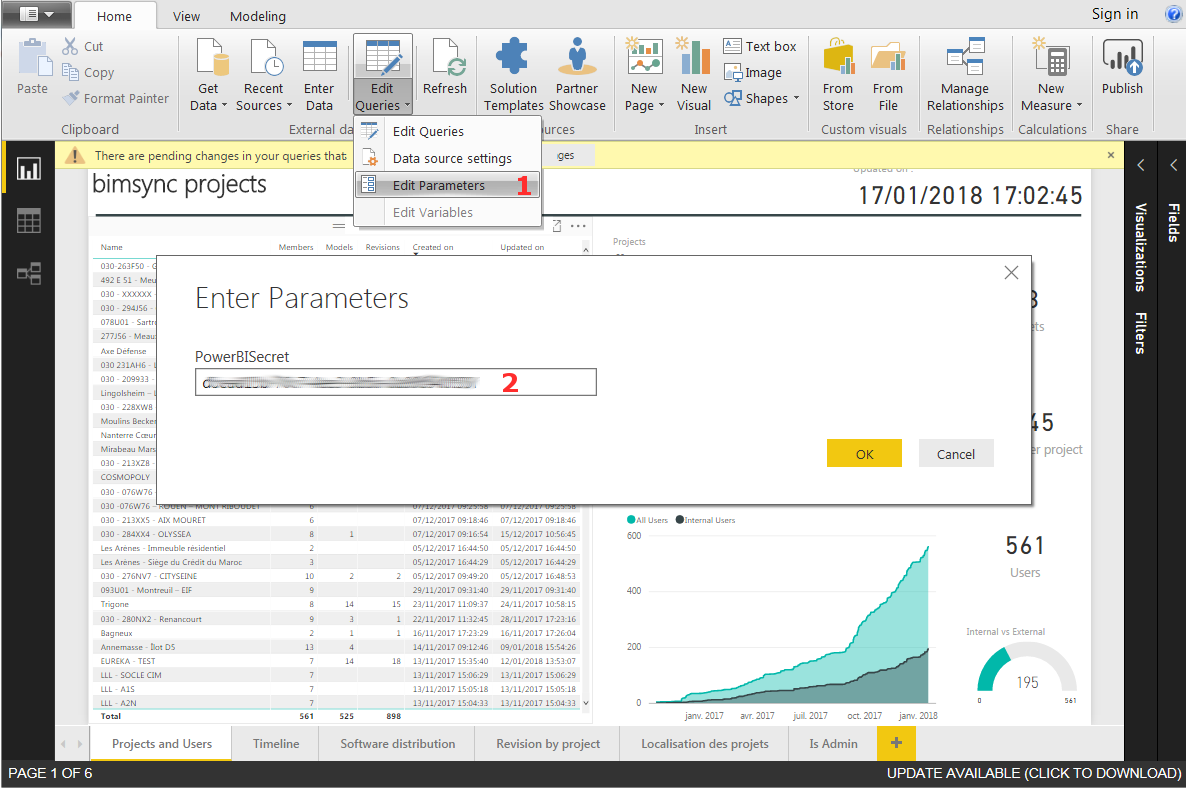 Home View Modeling Sign in
Cut
Copy
Format Painter
Paste
Get Data
Recent Sources
Enter Data
Edit Queries
Refresh
Solution Templates
Partner Showcase
New Page
New Visual
Text box
Image
Shapes
From Store
From File
Manage Relationships
New Measure
Publish
Clipboard External da urces Insert Custom visuals Relationships Calculations Share
Edit Queries
Data source settings
Edit Parameters 1
Edit Variables
There are pending changes in your queries that ges
bimsync projects
Updated on :
17/01/2018 17:02:45
Visualizations
Filters
Fields
Name Members Models Revisions Created on Updated on
Projects
030-263F50 - G
492 E 51 - Meu
030 - XXXXXX -
030 - 294J56 -
078U01 - Sartr
277J56 - Meau
Axe Défense
030 231AH6 - L
030 - 209933 -
Lingolsheim – L
030 - 228XW8
Moulins Becker
Nanterre Cœur
Mirabeau Mars
030 - 213XZ8 -
COSMOPOLY
030 - 076W76
Enter Parameters
PowerBISecret
2
OK Cancel
ets
45
er project
030 -076W76 - ROUEN – MONT RIBOUDET 6 07/12/2017 09:25:58 07/12/2017 09:25:58
030 - 213XX5 - AIX MOURET 6 07/12/2017 09:18:46 07/12/2017 09:18:46
030 - 284XX4 - OLYSSEA 8 1 07/12/2017 09:16:54 15/12/2017 10:56:45
Les Arènes - Immeuble résidentiel 2 05/12/2017 16:44:50 05/12/2017 16:44:50
Les Arènes - Siège du Crédit du Maroc 3 05/12/2017 16:44:29 05/12/2017 16:44:29
030 - 276NV7 - CITYSEINE 10 2 2 05/12/2017 09:49:20 05/12/2017 16:48:53
093U01 - Montreuil – EIF 9 29/11/2017 09:31:40 29/11/2017 09:31:40
Trigone 8 14 15 23/11/2017 11:09:37 24/11/2017 10:58:15
030 - 280NX2 - Renancourt 9 3 1 22/11/2017 11:32:45 28/11/2017 17:23:16
Bagneux 2 1 1 16/11/2017 17:23:29 16/11/2017 17:26:04
Annemasse - Îlot D5 13 4 14/11/2017 09:12:46 09/01/2018 15:54:26
EUREKA - TEST 7 14 18 13/11/2017 15:35:40 12/01/2018 13:53:07
LLL - SOCLE CIM 7 13/11/2017 15:06:29 13/11/2017 15:06:29
LLL - A1S 7 13/11/2017 15:05:18 13/11/2017 15:05:18
LLL - A2N 7 13/11/2017 15:04:33 13/11/2017 15:04:33
Total 561 525 898
All Users Internal Users
600
400
200
0
janv. 2017 avr. 2017 juil. 2017 oct. 2017 janv. 2018
561
Users
Internal vs External
195
0 561
Projects and Users Timeline Software distribution Revision by project Localisation des projets Is Admin +
PAGE 1 OF 6 UPDATE AVAILABLE (CLICK TO DOWNLOAD)